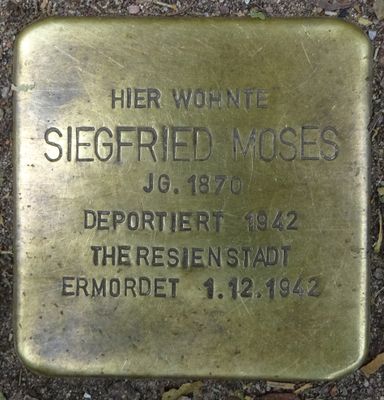 HIER WOHNTE
SIEGFRIED MOSES
JG. 1870
DEPORTIERT 1942
THERESIENSTADT
ERMORDET 1.12.1942